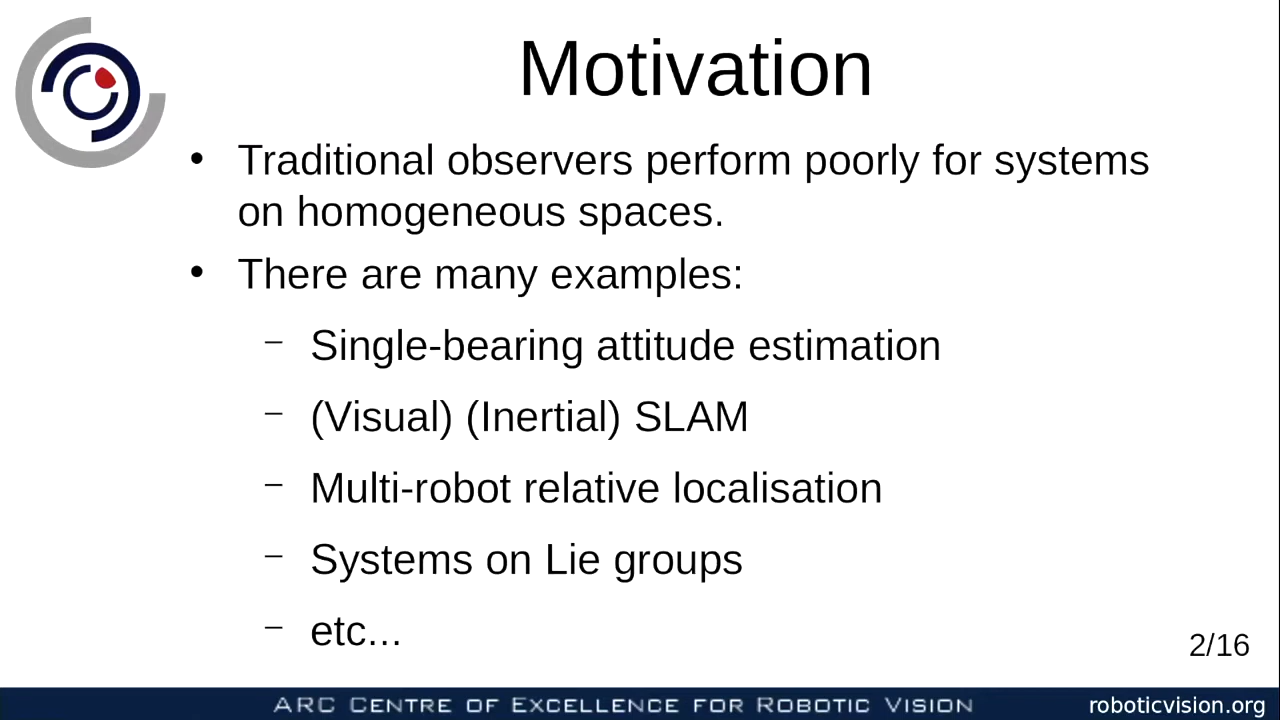 Motivation
• Traditional observers perform poorly for systems
on homogeneous spaces.
• There are many examples:
– Single-bearing attitude estimation
– (Visual) (Inertial) SLAM
– Multi-robot relative localisation
– Systems on Lie groups
– etc...
2/16
ARC Centre of Excellence for Robotic Vision
roboticvision.org